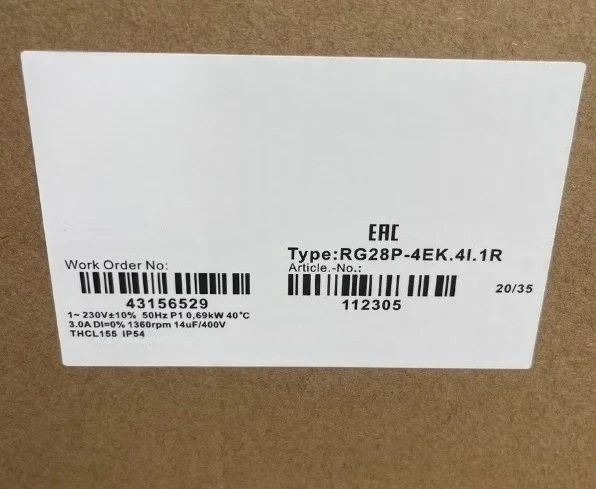 EAC
Type:RG28P-4EK.4I.1R
Work Order No:
Article.-No.:
43156529
112305
20/35
1~230V±10% 50Hz P1 0,69kW 40°C
3.0A DI=0% 1360rpm 14uF/400V
THCL155 IP54